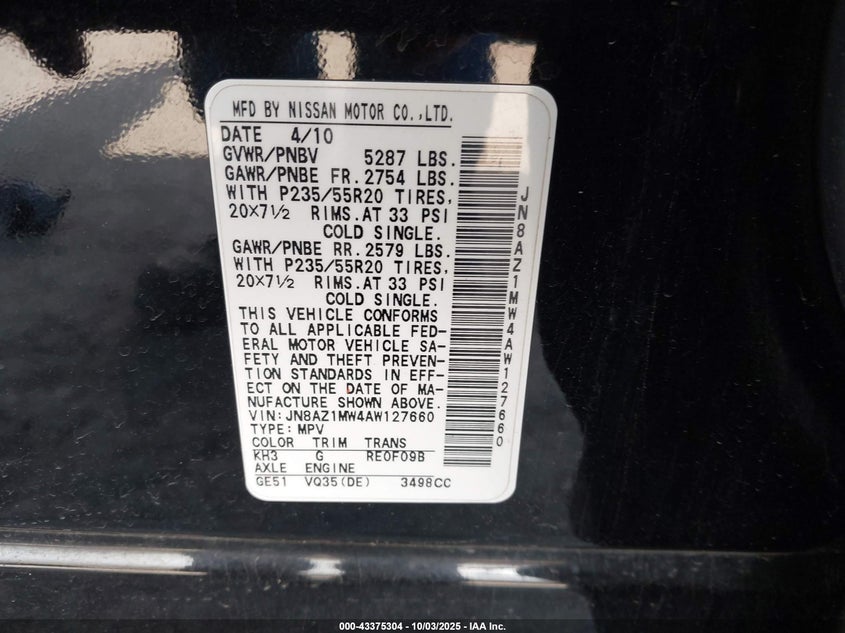 MFD BY NISSAN MOTOR CO.,LTD.
DATE 4/10
GVWR/PNBV 5287 LBS.
GAWR/PNBE FR. 2754 LBS.
WITH P235/55R20 TIRES,
20×7½ RIMS. AT 33 PSI
COLD SINGLE.
GAWR/PNBE RR. 2579 LBS.
WITH P235/55R20 TIRES,
20×7½ RIMS. AT 33 PSI
COLD SINGLE.
THIS VEHICLE CONFORMS
TO ALL APPLICABLE FED-
ERAL MOTOR VEHICLE SA-
FETY AND THEFT PREVEN-
TION STANDARDS IN EFF-
ECT ON THE DATE OF MA-
NUFACTURE SHOWN ABOVE.
VIN:JN8AZ1MW4AW127660
TYPE:MPV
COLOR TRIM TRANS
KH3 G RE0F09B
AXLE ENGINE
GE51 VQ35(DE) 3498CC
JN8AZ1MW4AW127660
000-43375304 - 10/03/2025 - IAA Inc.